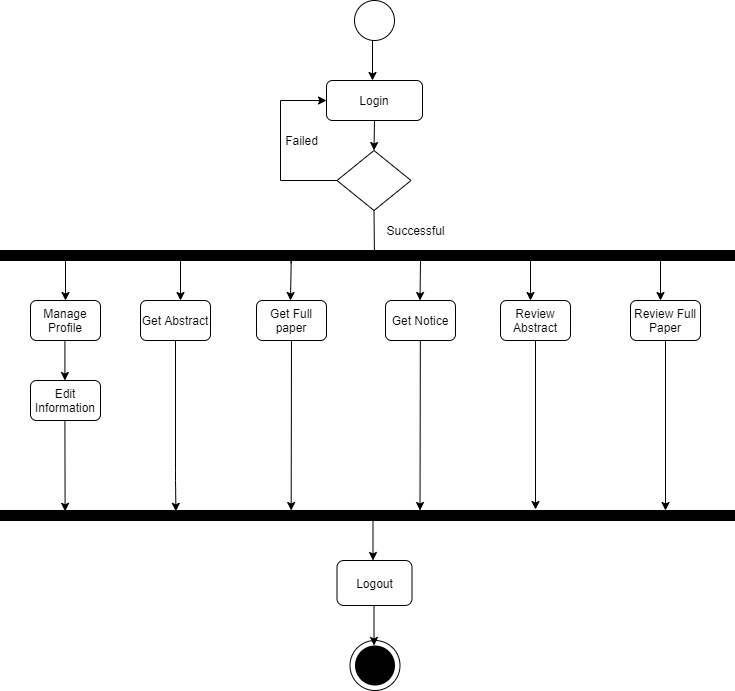 Login
Failed
Successful
Manage
Profile
Get Abstract
Get Full
paper
Get Notice
Review
Abstract
Review Full
Paper
Edit
Information
Logout